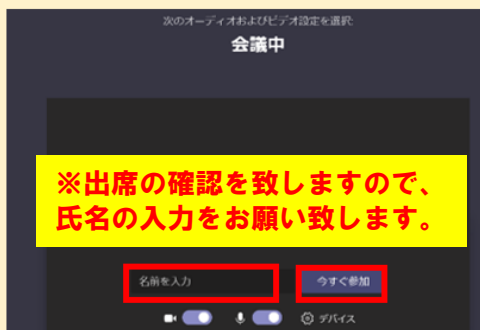 次のオーディオおよびビデオ設定を選択:
会議中
※出席の確認を致しますので、
氏名の入力をお願い致します。
名前を入力
今すぐ参加
デバイス